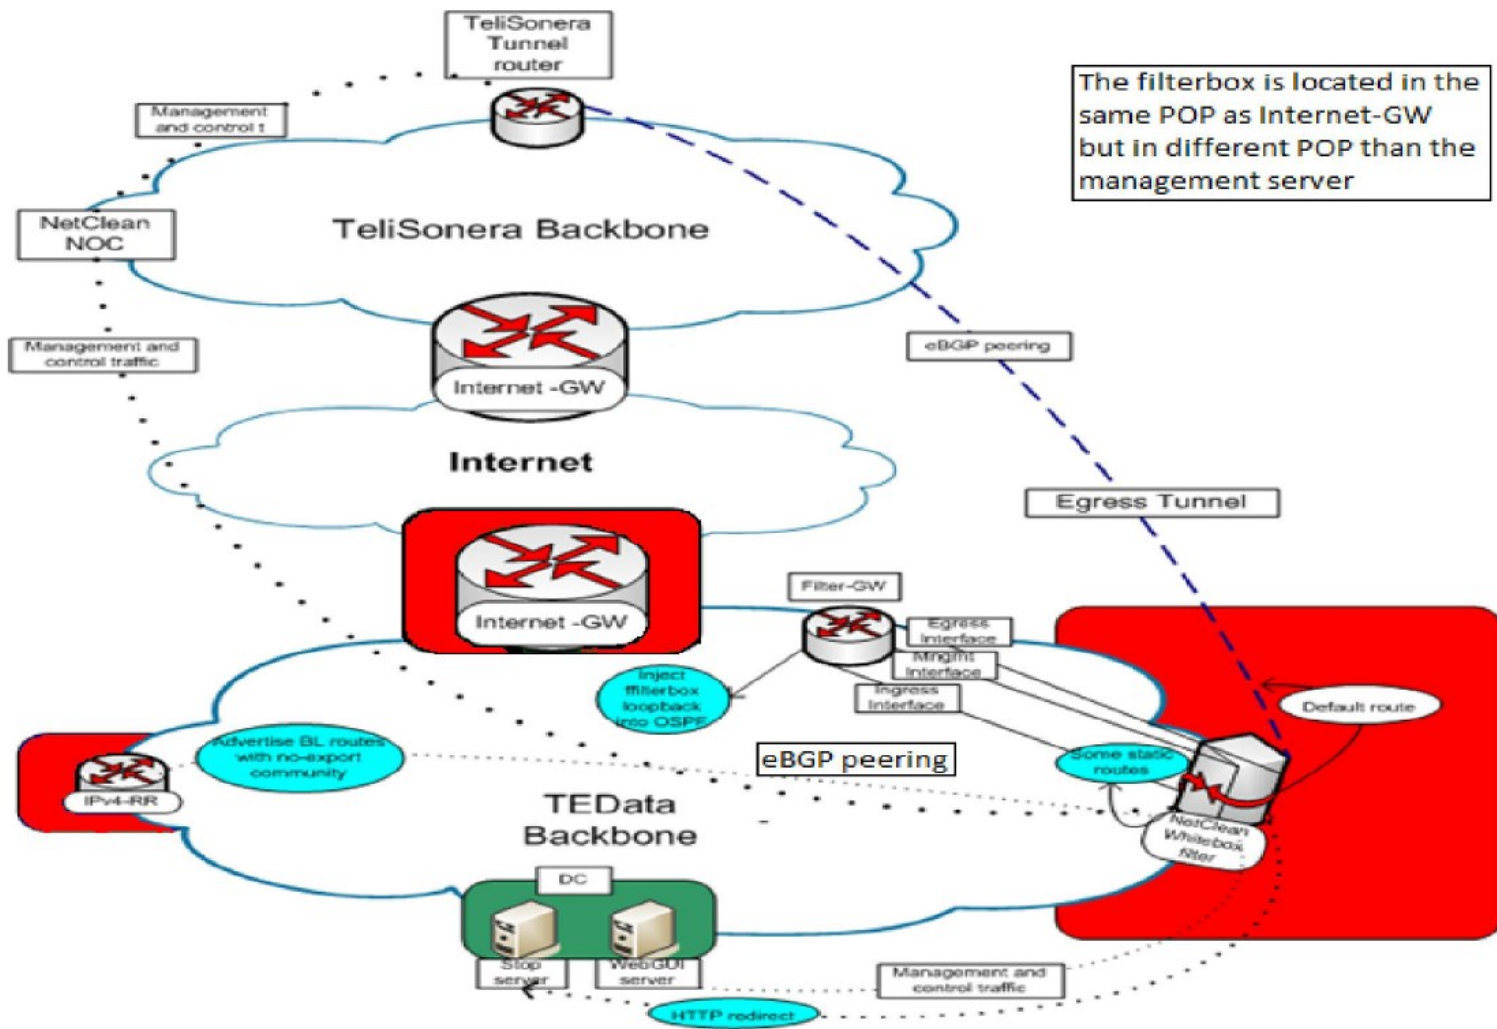 TeliSonera
Tunnel
router
The filterbox is located in the
same POP as Internet-GW
but in different POP than the
management server
Management
and control t
NetClean
NOC
TeliSonera Backbone
Management and
control traffic
eBGP peering
Internet -GW
Internet
Egress Tunnel
Filter-GW
Internet -GW
Egress
Interface
Mngmt
Interface
Ingress
Interface
Inject
ffilterbox
loopback
into OSPF
Default route
Advertise BL routes
with no-export
community
eBGP peering
Some static
routes
IPv4-RR
TEData
Backbone
NetClean
Whitebox
filter
DC
Stop
server
WebGUI
server
Management and
control traffic
HTTP redirect